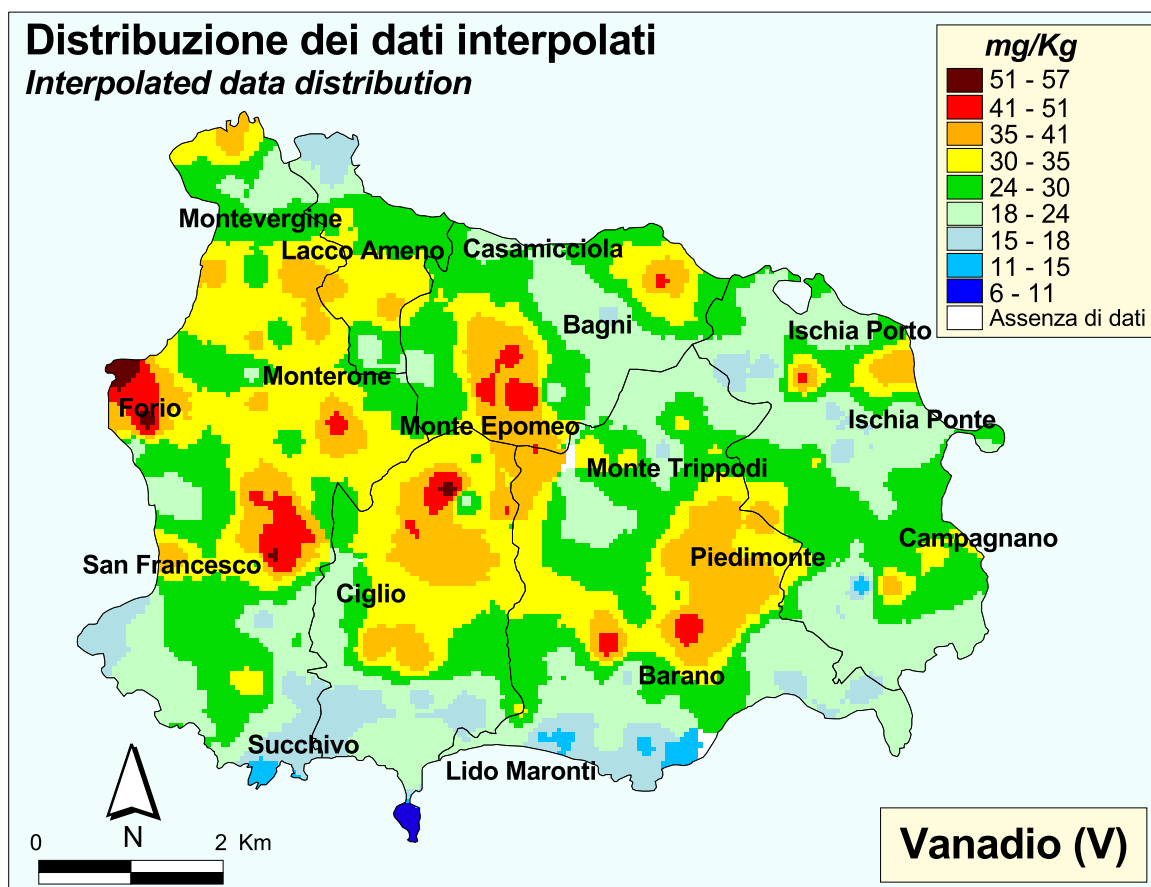 Distribuzione dei dati interpolati
Interpolated data distribution
mg/Kg
51 - 57
41 - 51
35 - 41
30 - 35
24 - 30
18 - 24
15 - 18
11 - 15
6 - 11
Assenza di dati
Montevergine
Lacco Ameno
Casamicciola
Bagni
Ischia Porto
Monterone
Forio
Monte Epomeo
Ischia Ponte
Monte Trippodi
Campagnano
Piedimonte
San Francesco
Ciglio
Barano
Succhivo
Lido Maronti
N
0 2 Km
Vanadio (V)